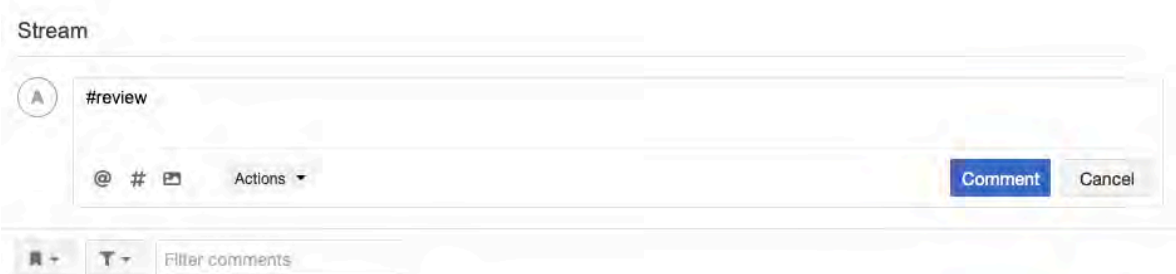 Stream
A
#review
@ # Actions
Comment Cancel
Filter comments